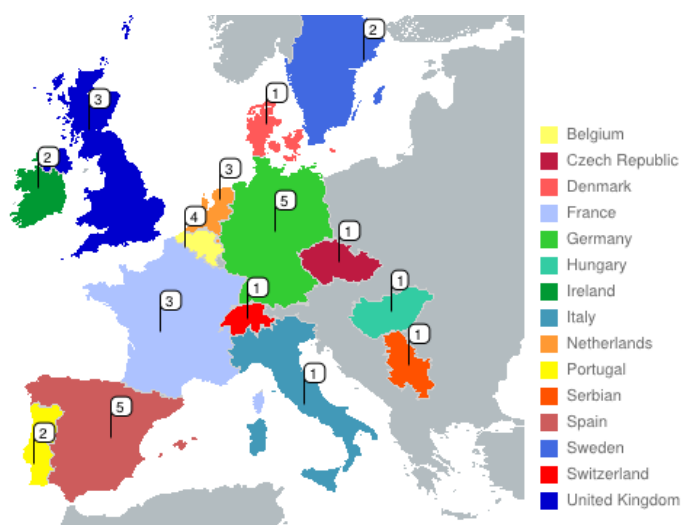 2
3
1
2
3
4
5
1
1
1
3
1
1
5
2
Belgium
Czech Republic
Denmark
France
Germany
Hungary
Ireland
Italy
Netherlands
Portugal
Serbian
Spain
Sweden
Switzerland
United Kingdom